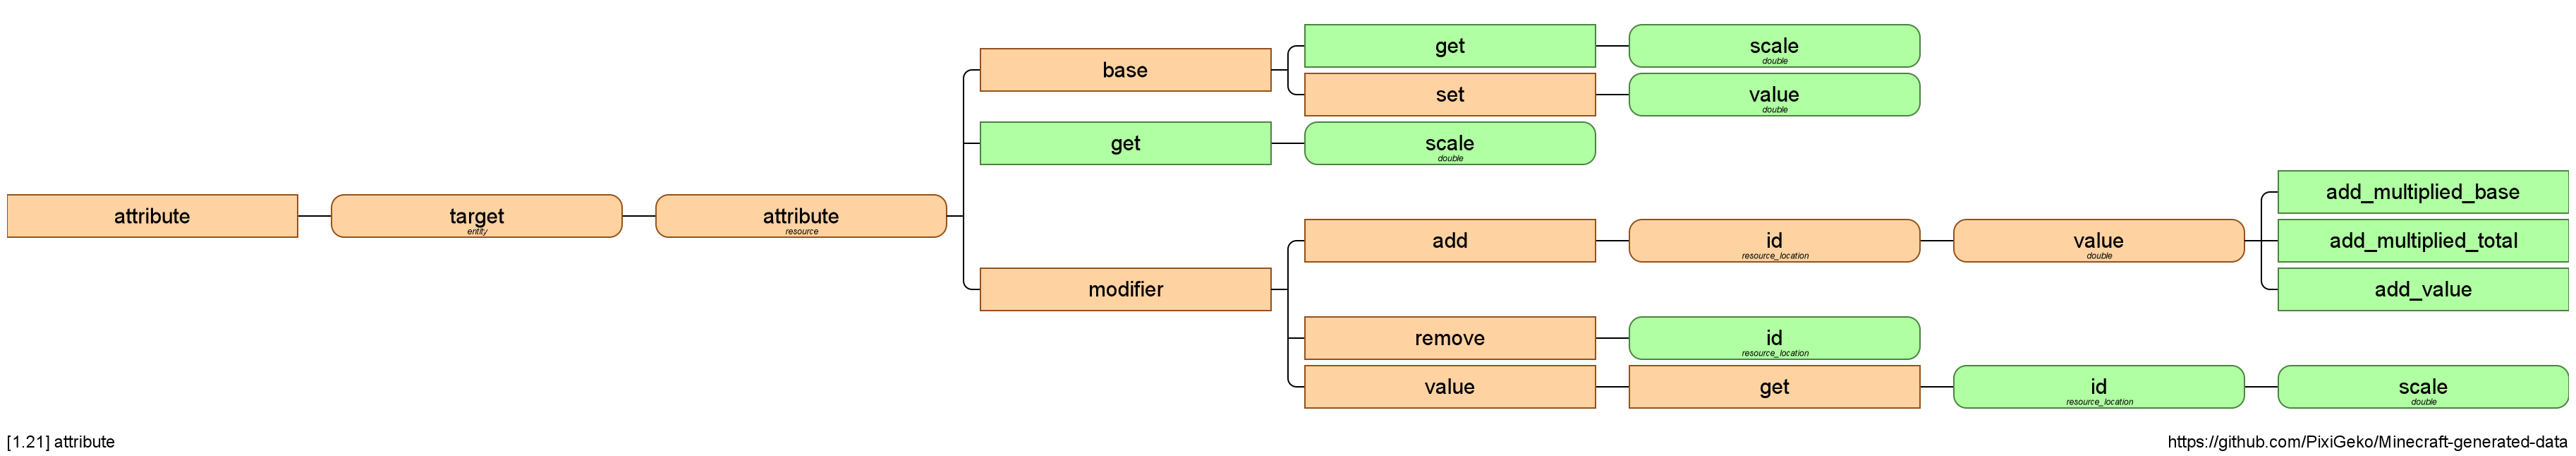 get
scale
double
base
set
value
double
get
scale
double
attribute
target
entity
attribute
resource
add_multiplied_base
add
id
resource_location
value
double
add_multiplied_total
modifier
add_value
remove
id
resource_location
value
get
id
resource_location
scale
double
[1.21] attribute
https://github.com/PixiGeko/Minecraft-generated-data